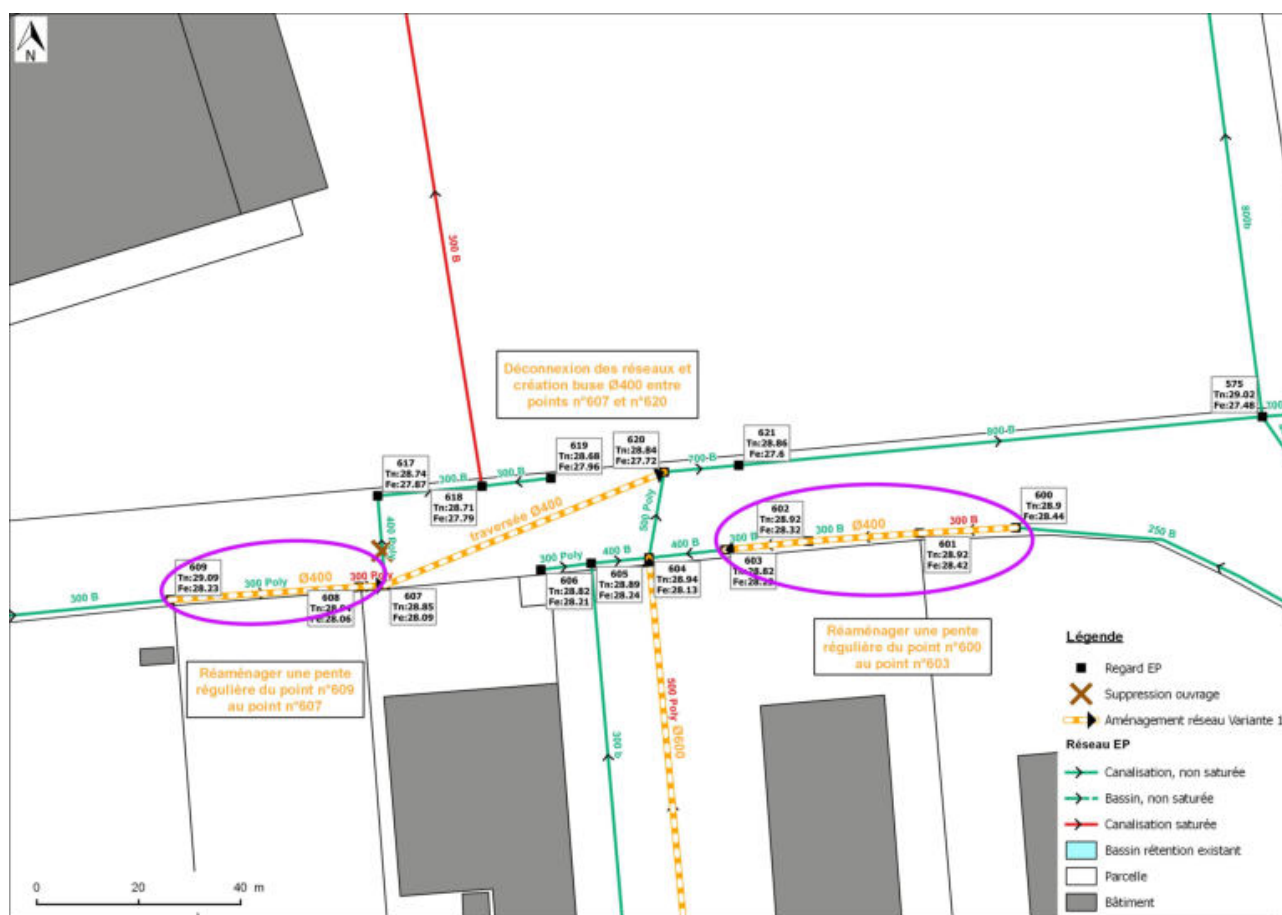 N
300 B
800b
Déconnexion des réseaux et
création buse Ø400 entre
points n°607 et n°620
575
Tn:29.02
Fe:27.48
300
619
Tn:28.68
Fe:27.96
620
Tn:28.84
Fe:27.72
621
Tn:28.86
Fe:27.6
800-B
700-B
617
Tn:28.74
Fe:27.87
300-B
300-B
618
Tn:28.71
Fe:27.79
traversée Ø400
400 Poly
500 Poly
602
Tn:28.92
Fe:28.32
600
Tn:28.9
Fe:28.44
300 B
300 B
Ø400
300 B
250 B
609
Tn:29.09
Fe:28.23
300 Poly
Ø400
300 Poly
300 Poly
400 B
400 B
300 B
608
Fe:28.06
607
Tn:28.85
Fe:28.09
606
Tn:28.82
Fe:28.21
605
Tn:28.89
Fe:28.24
604
Tn:28.94
Fe:28.13
603
Tn:28.82
601
Tn:28.92
Fe:28.42
Réaménager une pente
régulière du point n°609
au point n°607
Réaménager une pente
régulière du point n°600
au point n°603
500 Poly
Ø600
300 b
Légende
Regard EP
Suppression ouvrage
Aménagement réseau Variante 1
Réseau EP
Canalisation, non saturée
Bassin, non saturée
Canalisation saturée
Bassin rétention existant
Parcelle
Bâtiment
0 20 40 m